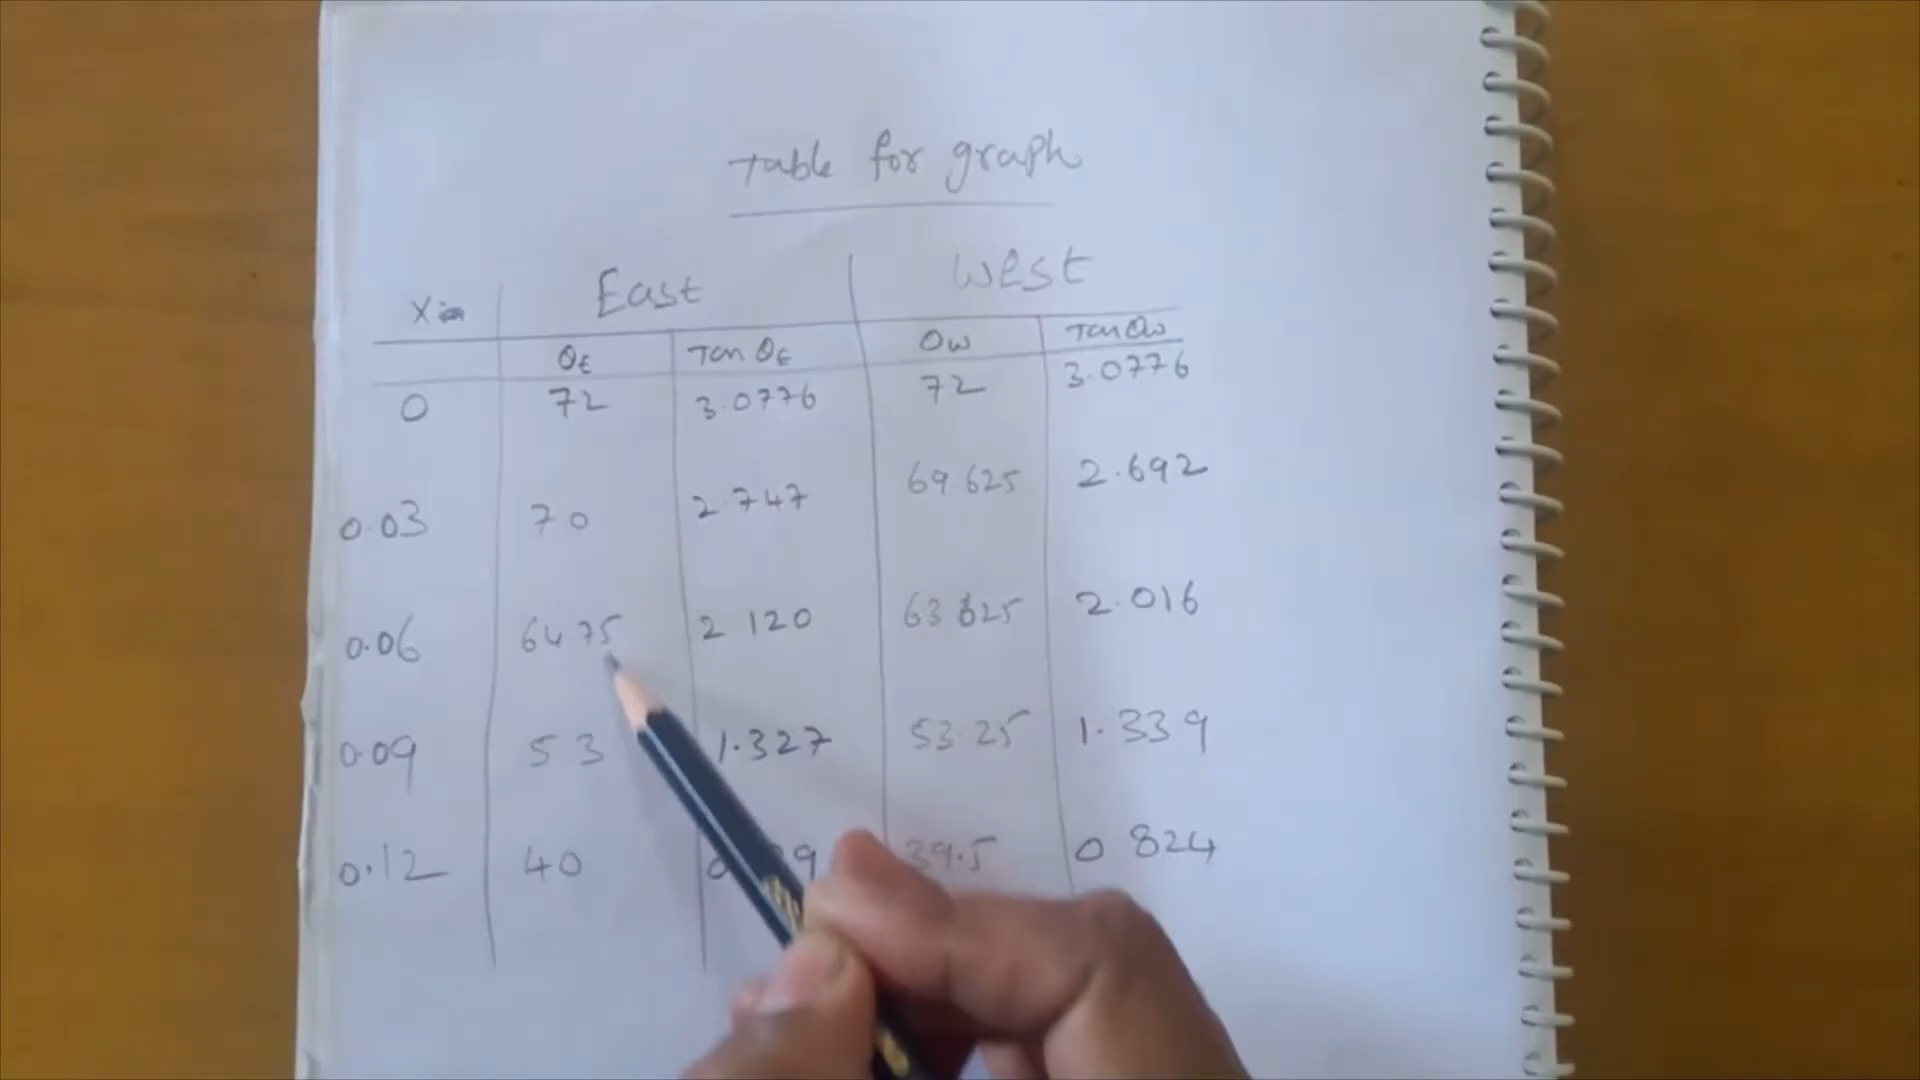 Table for graph
X East West
θE Tan θE θw Tan θw
0 72 3.0776 72 3.0776
0.03 70 2.747 69 625 2.692
0.06 64 75 2 120 63 625 2.016
0.09 53 1.327 53 25 1.339
0.12 40 39.5 0 824